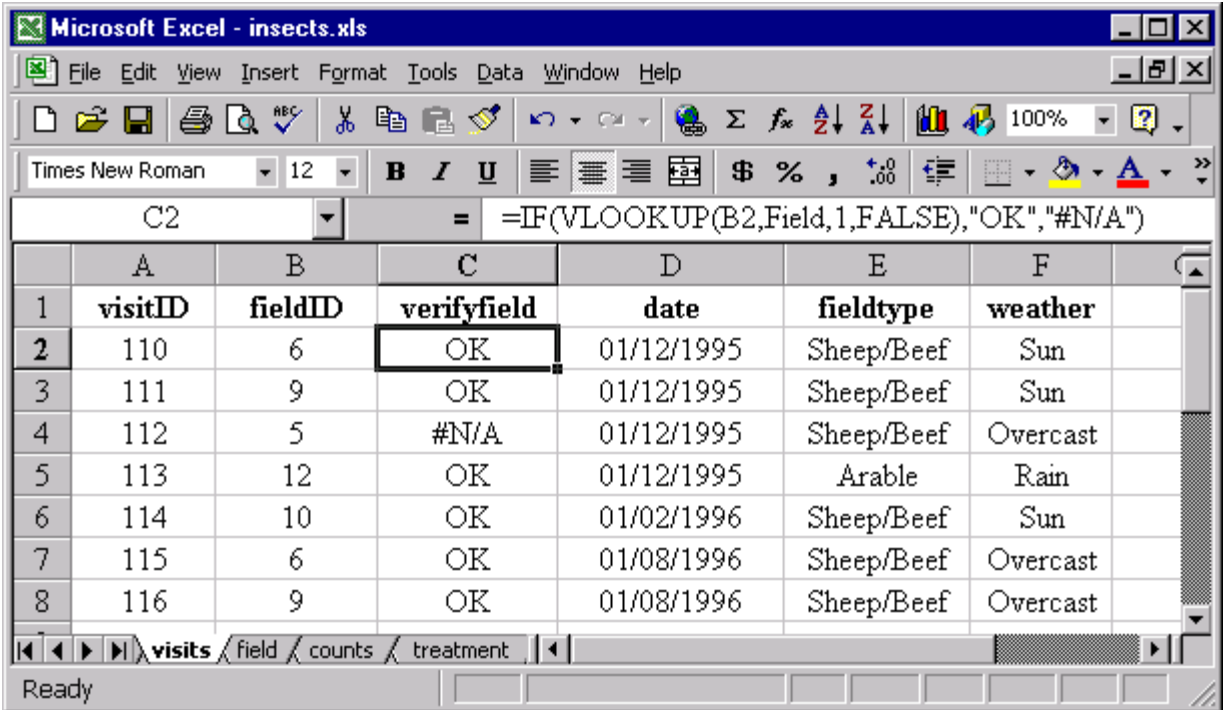 Microsoft Excel - insects.xls
File Edit View Insert Format Tools Data Window Help
ABC Σ fx A Z Z A 100% ?
Times New Roman 12 B I U $ % , .0 .00 A »
C2 = =IF(VLOOKUP(B2,Field,1,FALSE),"OK","#N/A")
A B C D E F
1 visitID fieldID verifyfield date fieldtype weather
2 110 6 OK 01/12/1995 Sheep/Beef Sun
3 111 9 OK 01/12/1995 Sheep/Beef Sun
4 112 5 #N/A 01/12/1995 Sheep/Beef Overcast
5 113 12 OK 01/12/1995 Arable Rain
6 114 10 OK 01/02/1996 Sheep/Beef Sun
7 115 6 OK 01/08/1996 Sheep/Beef Overcast
8 116 9 OK 01/08/1996 Sheep/Beef Overcast
visits field counts treatment
Ready